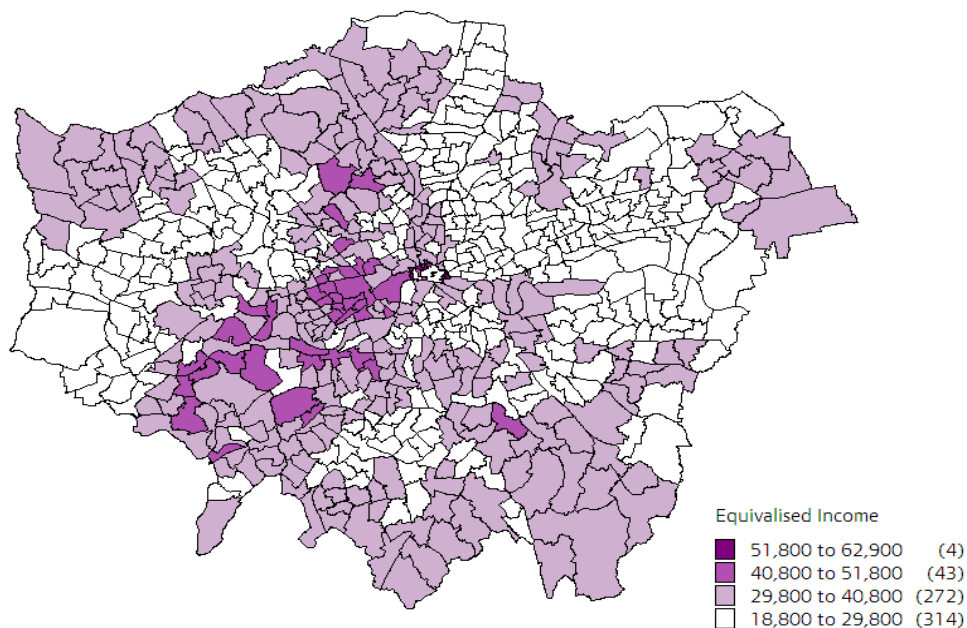 Equivalised Income
51,800 to 62,900 (4)
40,800 to 51,800 (43)
29,800 to 40,800 (272)
18,800 to 29,800 (314)